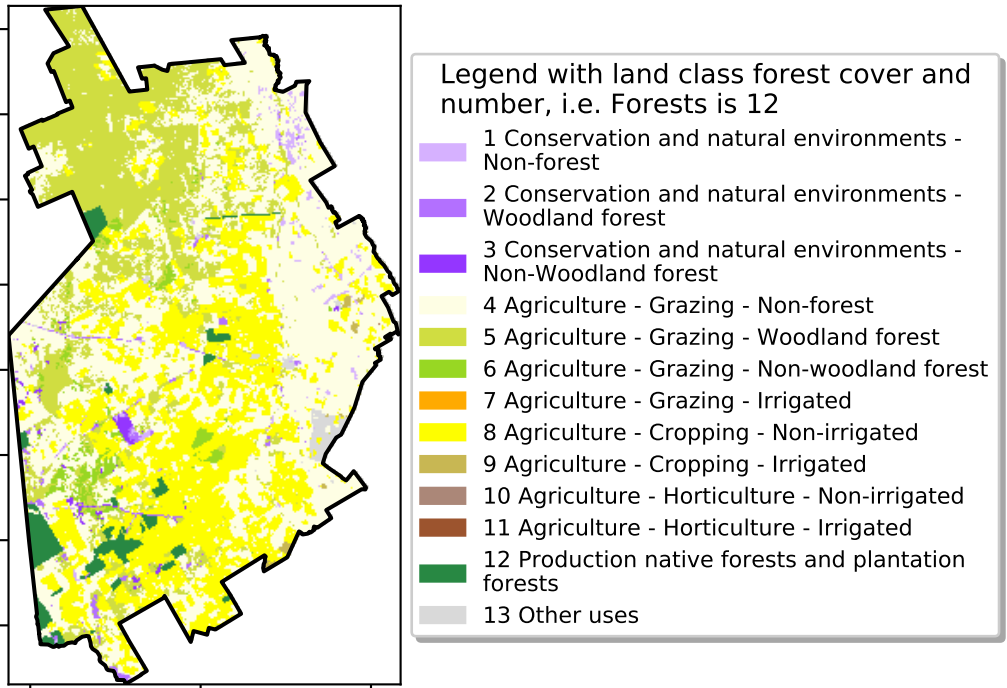 Legend with land class forest cover and
number, i.e. Forests is 12
1 Conservation and natural environments -
Non-forest
2 Conservation and natural environments -
Woodland forest
3 Conservation and natural environments -
Non-Woodland forest
4 Agriculture - Grazing - Non-forest
5 Agriculture - Grazing - Woodland forest
6 Agriculture - Grazing - Non-woodland forest
7 Agriculture - Grazing - Irrigated
8 Agriculture - Cropping - Non-irrigated
9 Agriculture - Cropping - Irrigated
10 Agriculture - Horticulture - Non-irrigated
11 Agriculture - Horticulture - Irrigated
12 Production native forests and plantation
forests
13 Other uses